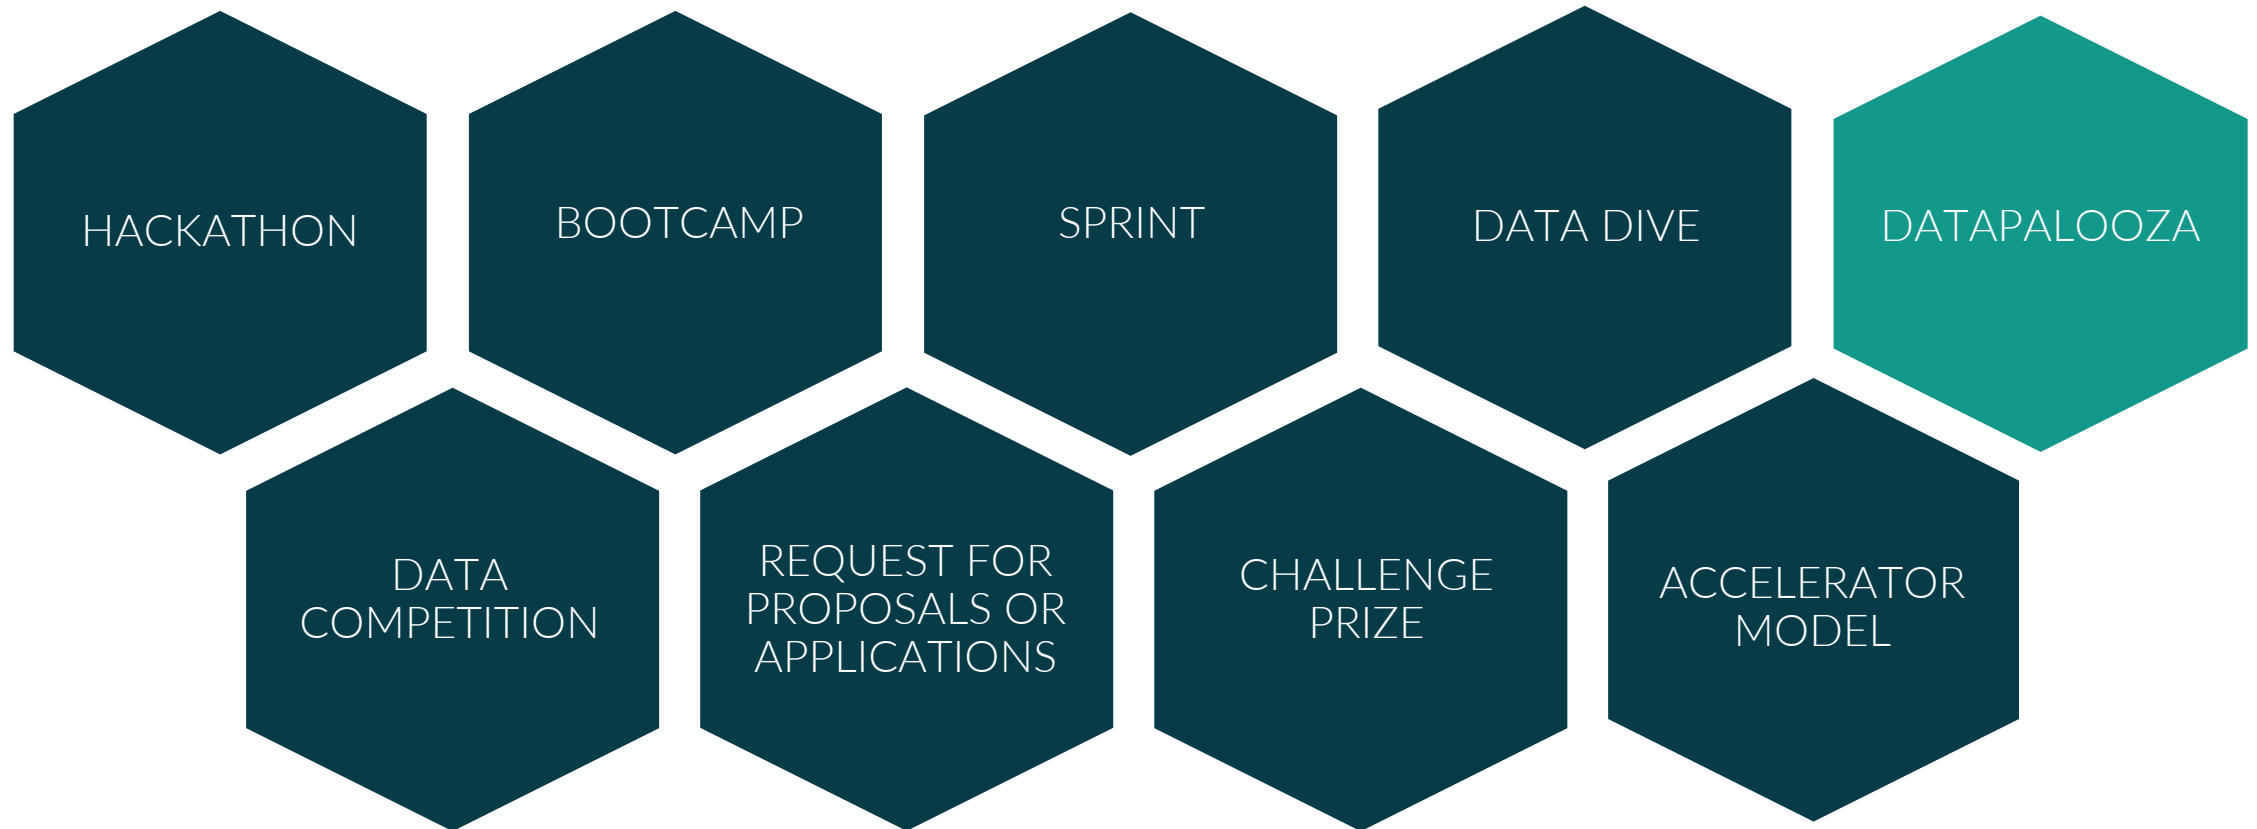 HACKATHON
BOOTCAMP
SPRINT
DATA DIVE
DATAPALOOZA
DATA
COMPETITION
REQUEST FOR
PROPOSALS OR
APPLICATIONS
CHALLENGE
PRIZE
ACCELERATOR
MODEL